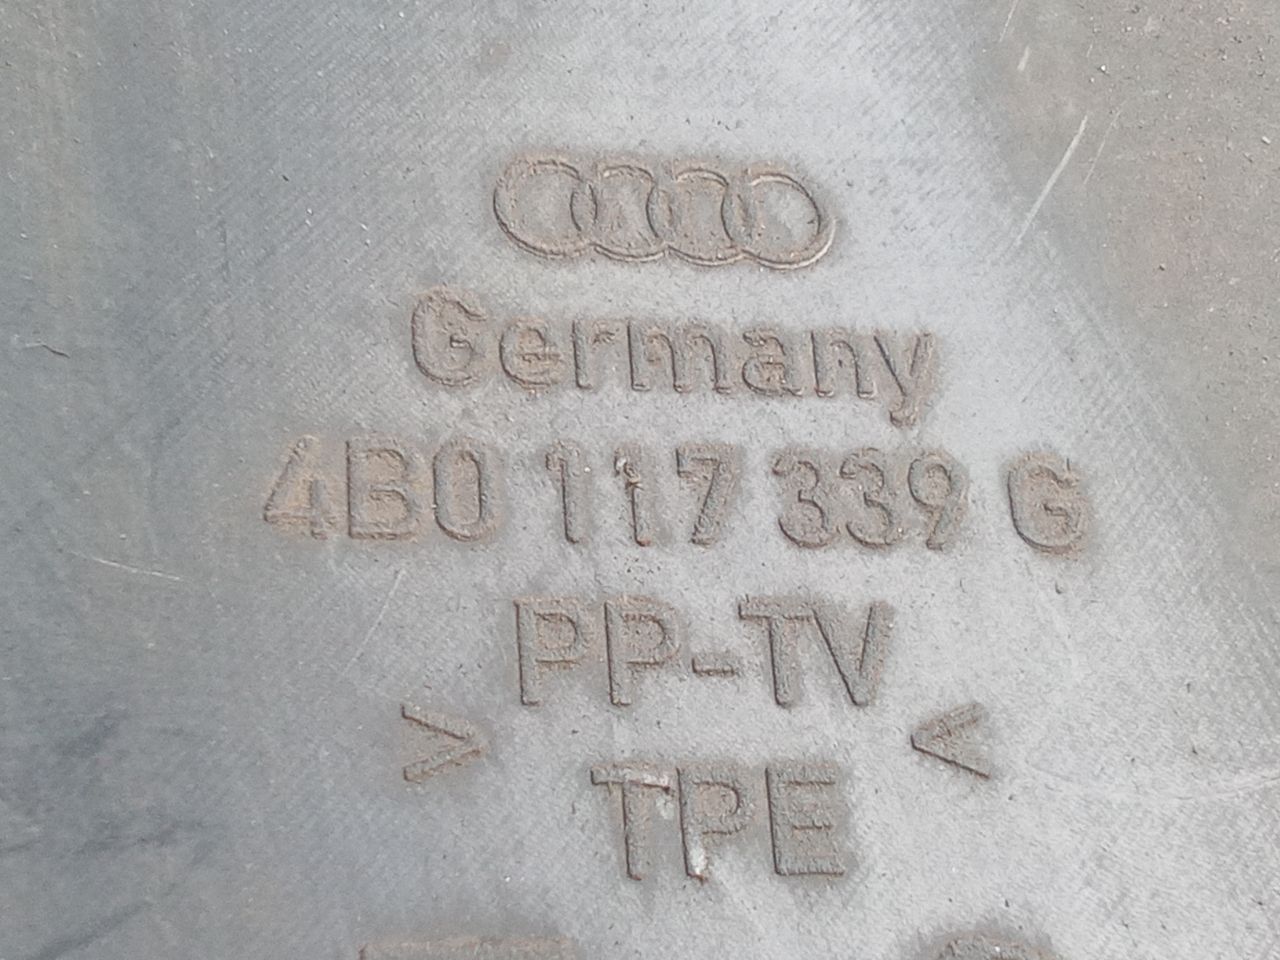 Germany
4B0 117 339 G
PP-TV
> <
TPE